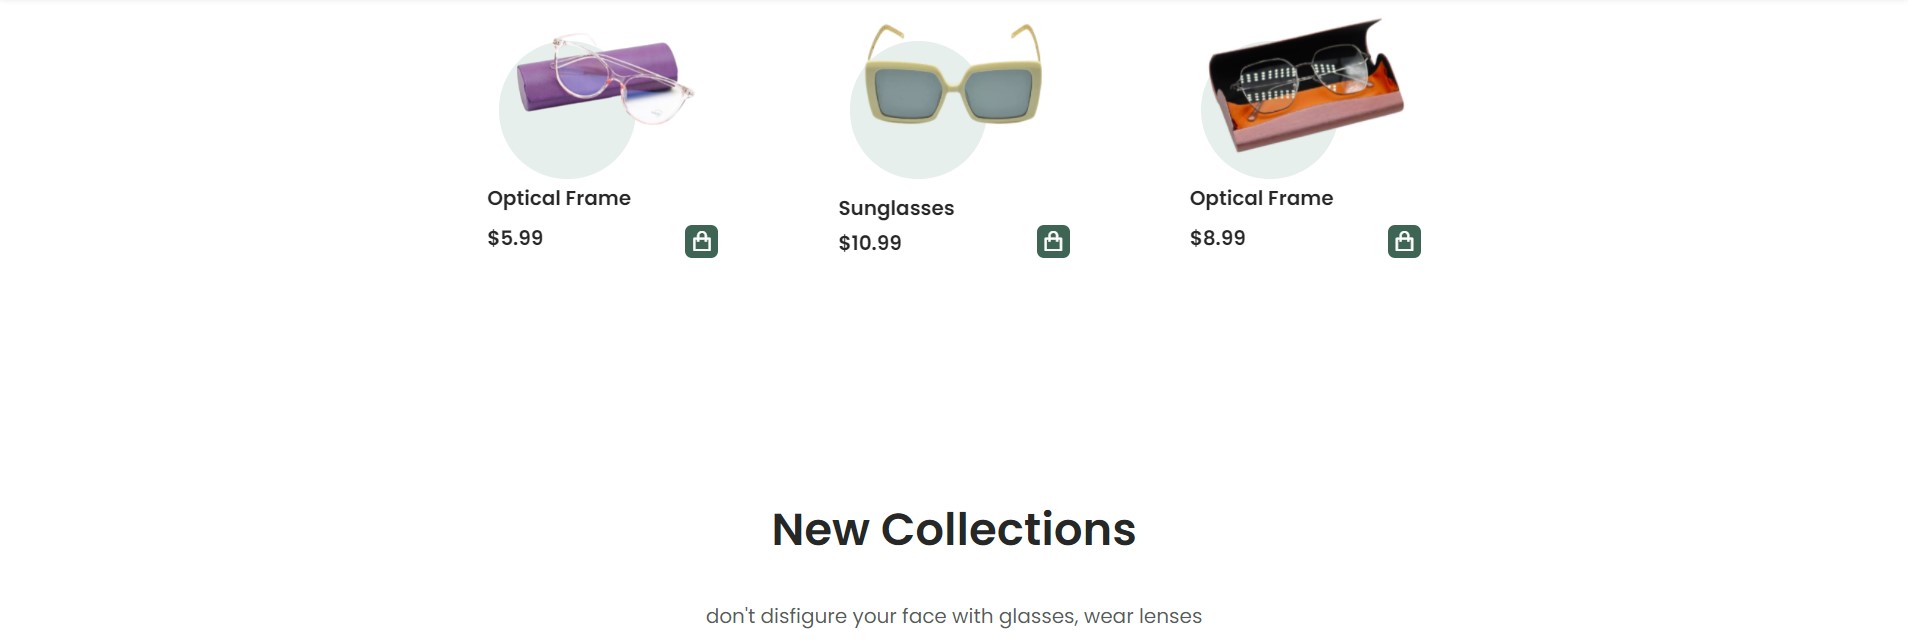 Optical Frame
Sunglasses
Optical Frame
$5.99
$10.99
$8.99
New Collections
don't disfigure your face with glasses, wear lenses